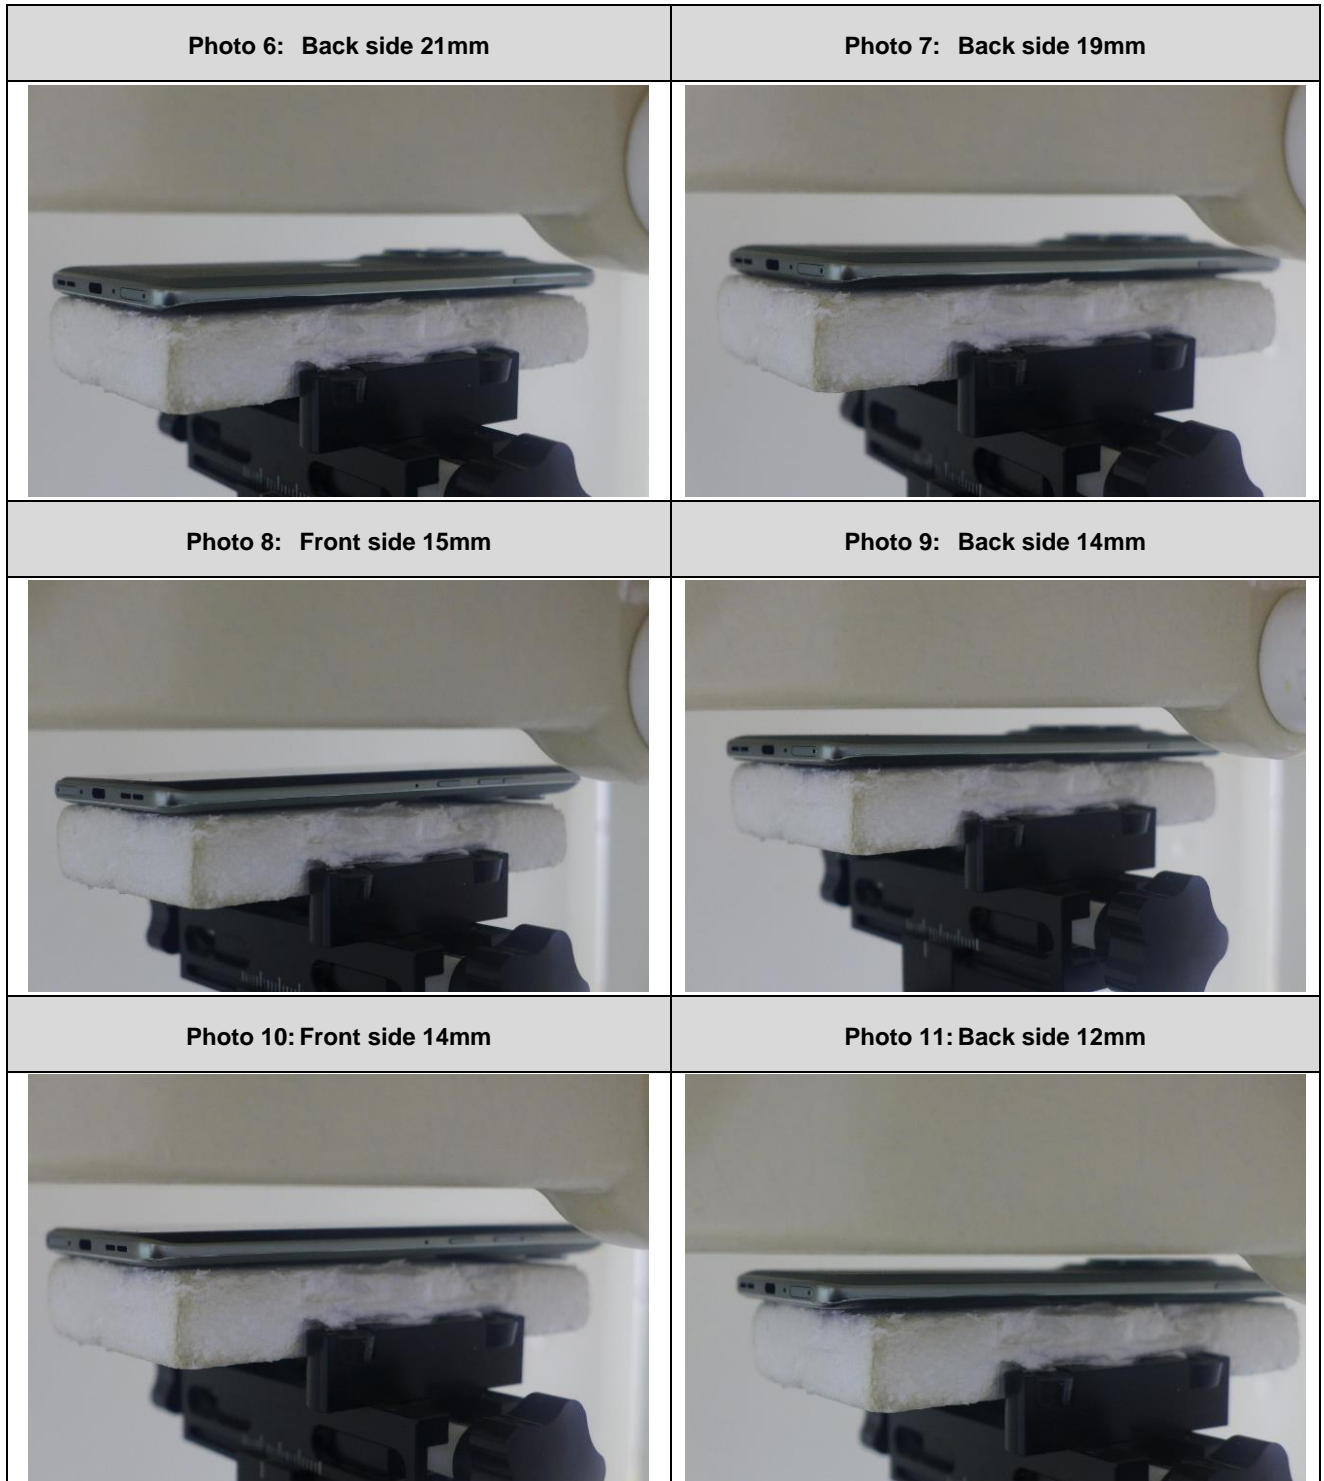 Photo 6: Back side 21mm
Photo 7: Back side 19mm
Photo 8: Front side 15mm
Photo 9: Back side 14mm
Photo 10: Front side 14mm
Photo 11: Back side 12mm